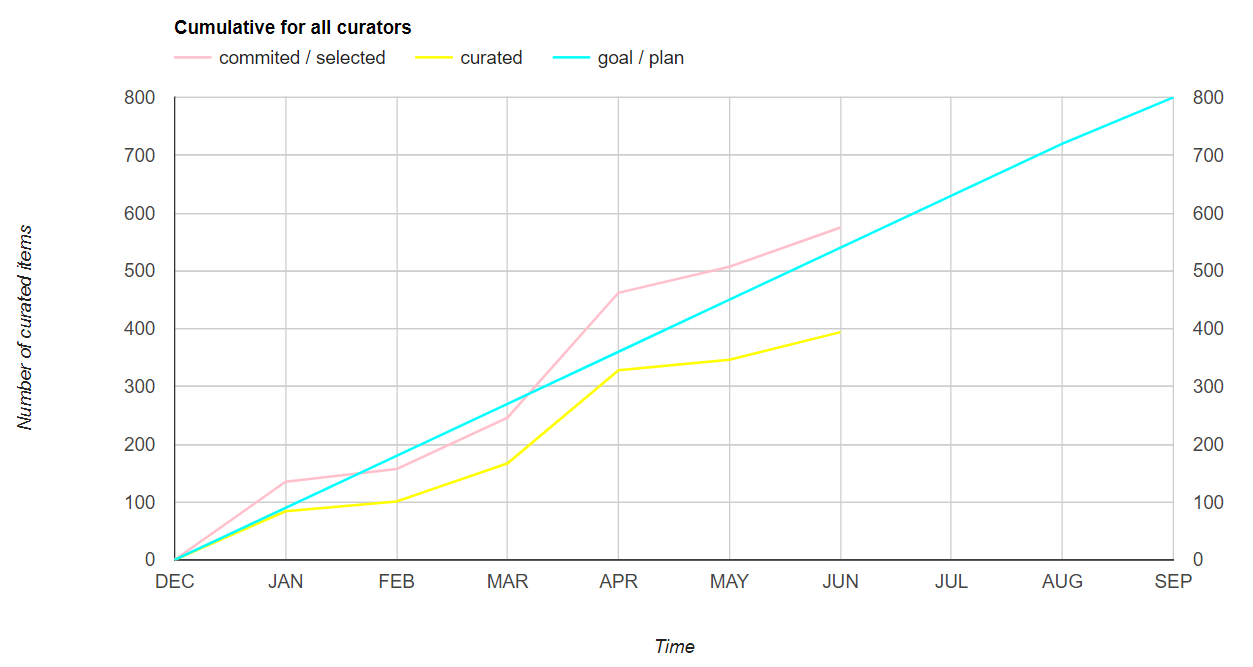 Cumulative for all curators
commited / selected curated goal / plan
800 800
700 700
600 600
500 500
400 400
300 300
200 200
100 100
0 0
DEC JAN FEB MAR APR MAY JUN JUL AUG SEP
Number of curated items
Time